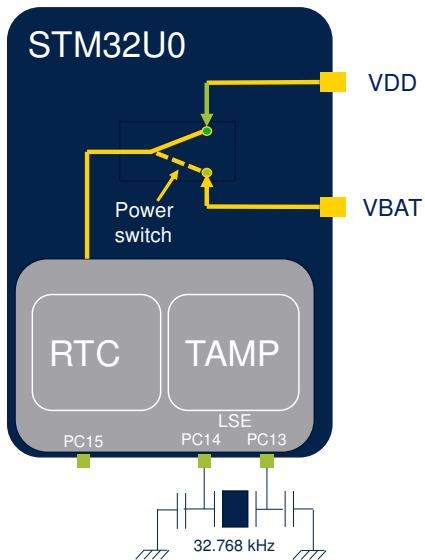 STM32U0
VDD
Power
switch
VBAT
RTC
TAMP
LSE
PC15
PC14
PC13
32.768 kHz